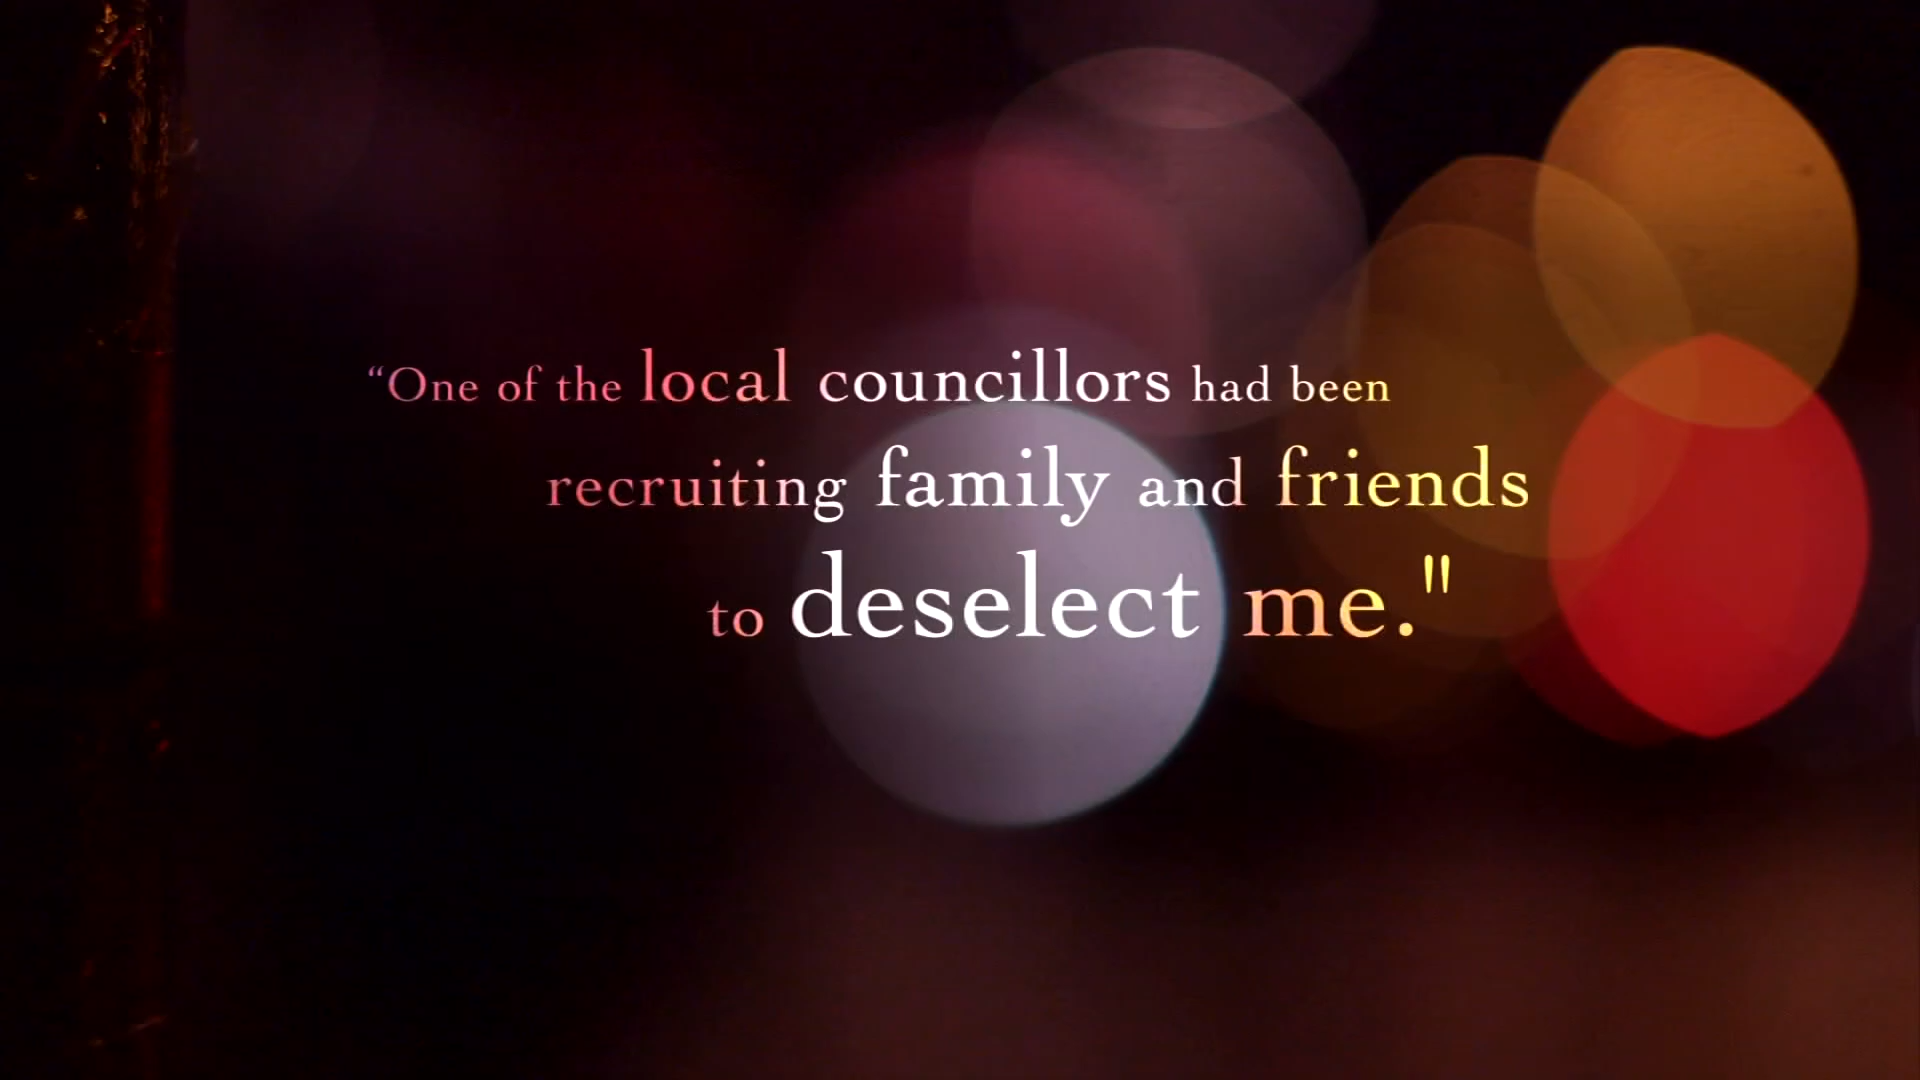 “One of the local councillors had been
recruiting family and friends
to deselect me."